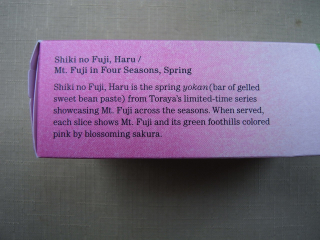 Shiki no Fuji, Haru /
Mt. Fuji in Four Seasons, Spring
Shiki no Fuji, Haru is the spring yokan (bar of gelled
sweet bean paste) from Toraya's limited-time series
showcasing Mt. Fuji across the seasons. When served,
each slice shows Mt. Fuji and its green foothills colored
pink by blossoming sakura.